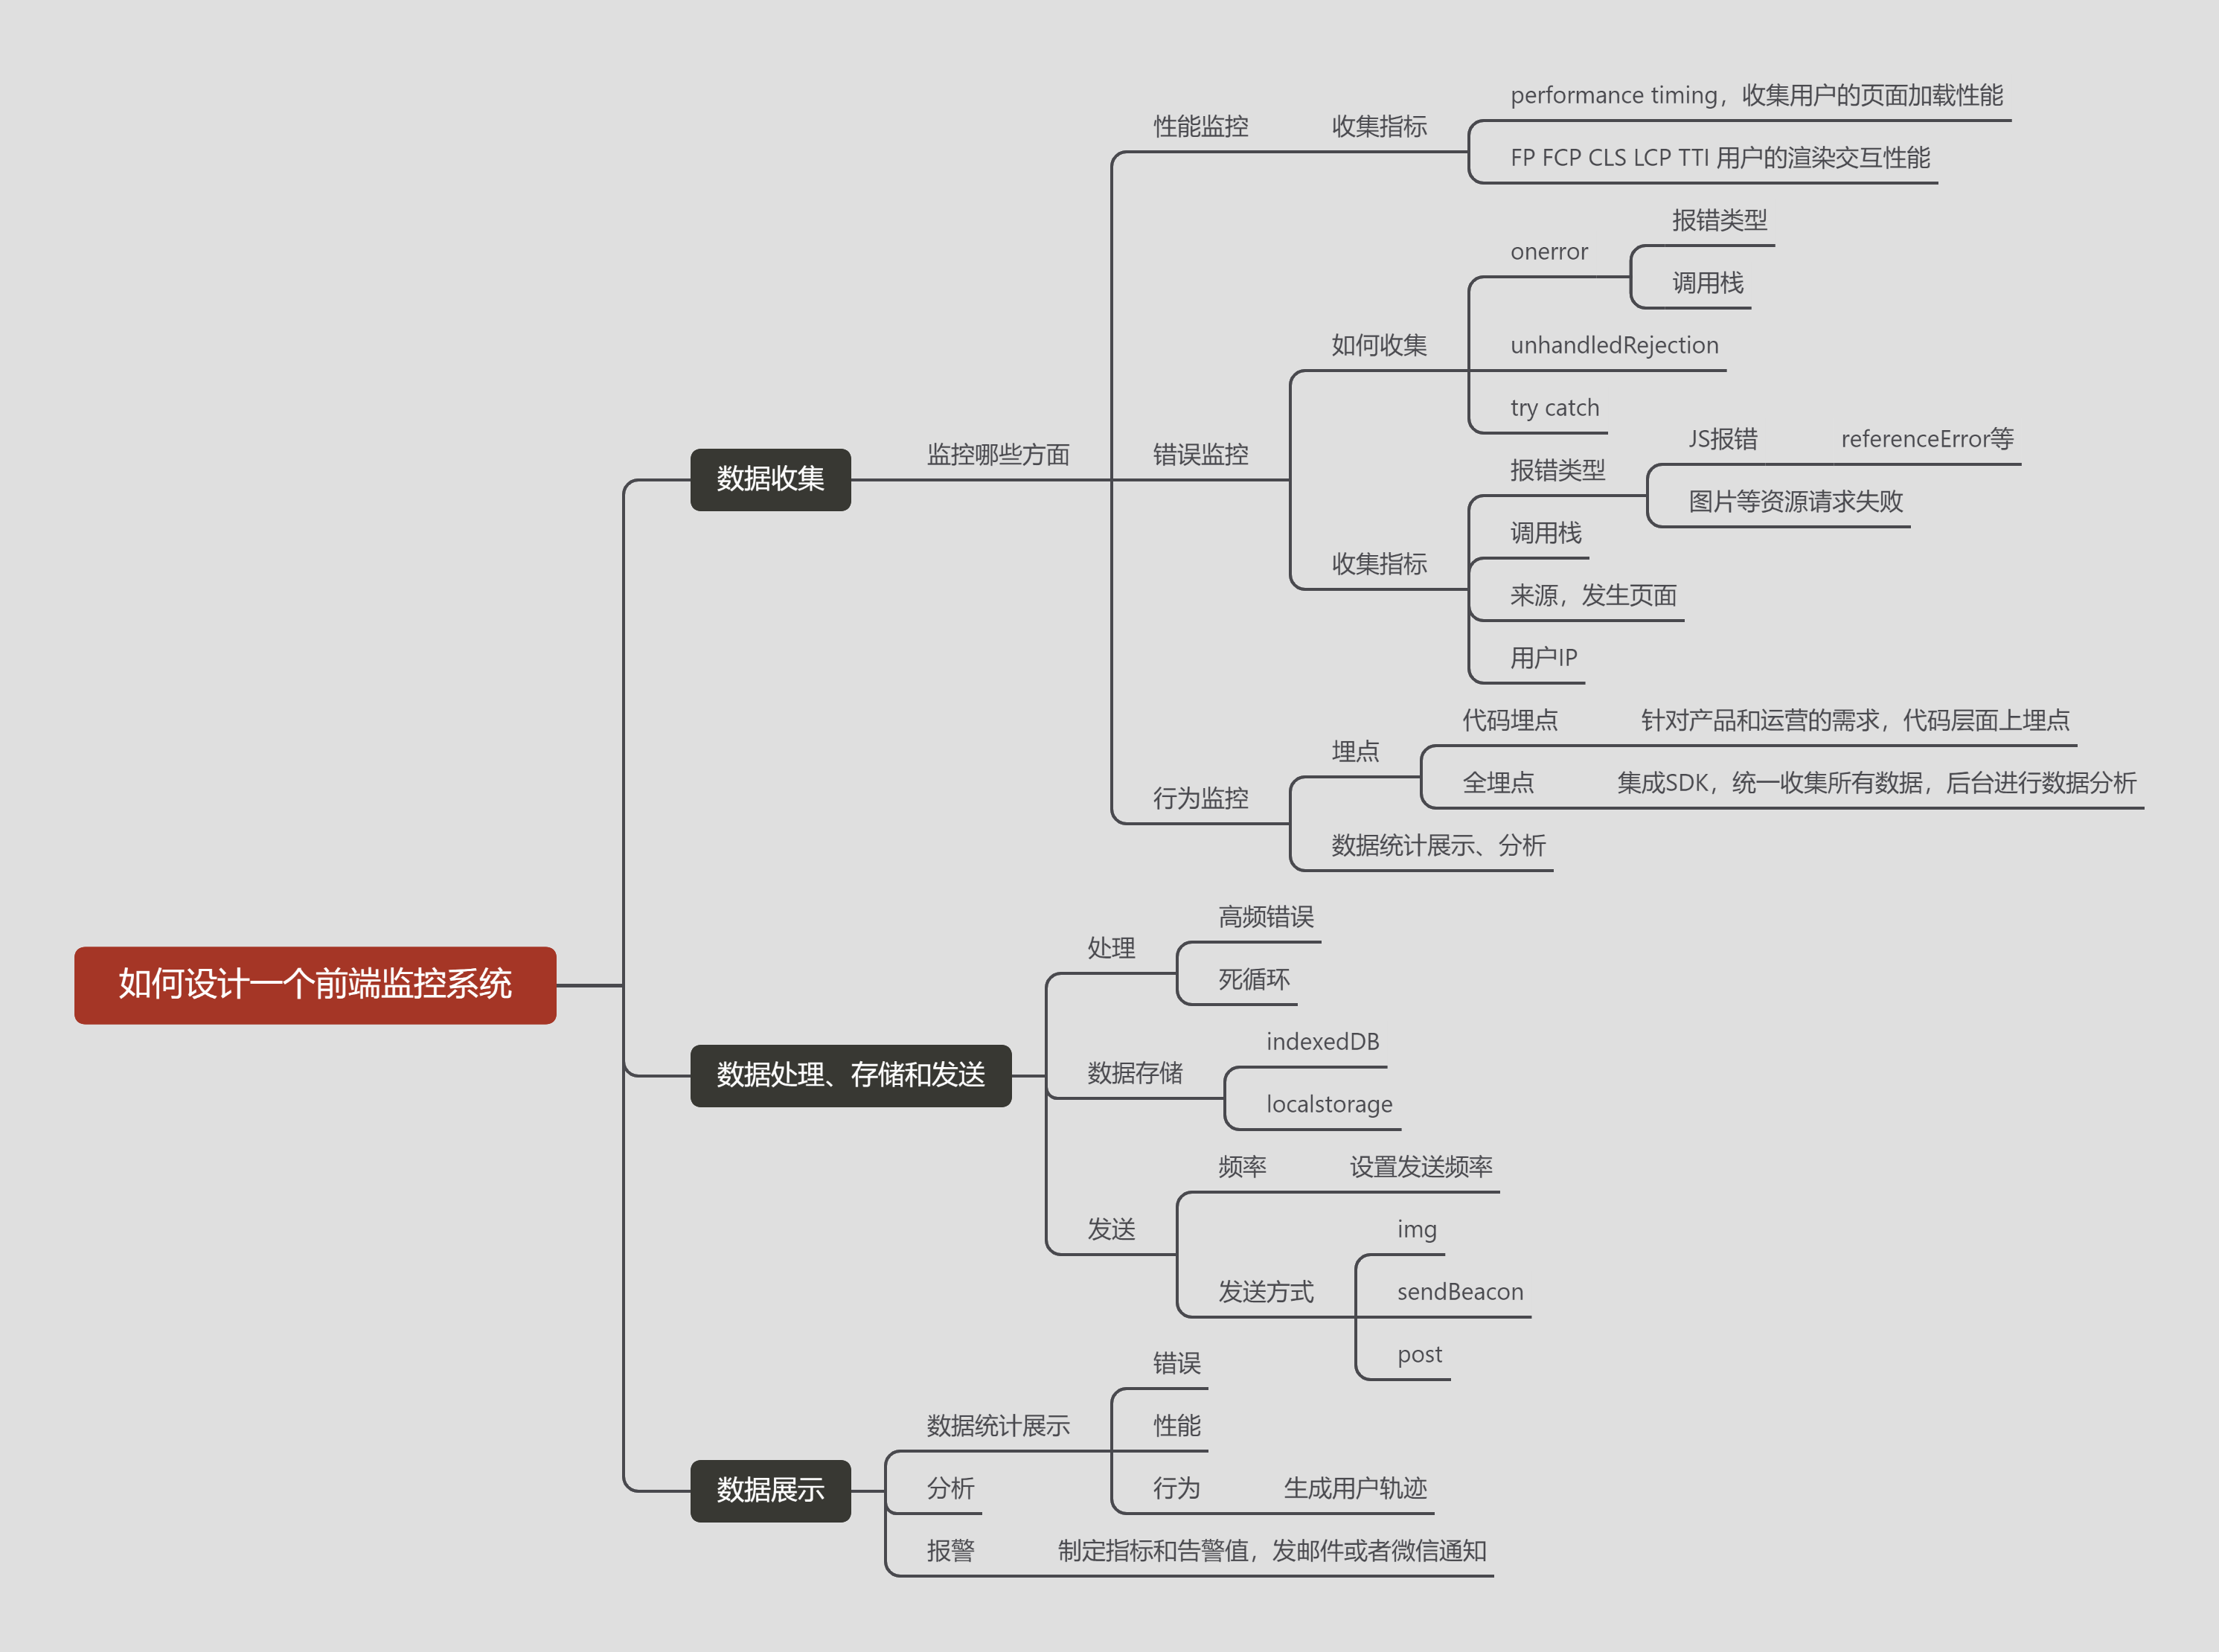 如何设计一个前端监控系统
数据收集
监控哪些方面
性能监控
收集指标
performance timing，收集用户的页面加载性能
FP FCP CLS LCP TTI 用户的渲染交互性能
错误监控
如何收集
onerror
报错类型
调用栈
unhandledRejection
try catch
收集指标
报错类型
JS报错
referenceError等
图片等资源请求失败
调用栈
来源，发生页面
用户IP
行为监控
埋点
代码埋点
针对产品和运营的需求，代码层面上埋点
全埋点
集成SDK，统一收集所有数据，后台进行数据分析
数据统计展示、分析
数据处理、存储和发送
处理
高频错误
死循环
数据存储
indexedDB
localstorage
发送
频率
设置发送频率
发送方式
img
sendBeacon
post
数据展示
数据统计展示
错误
性能
行为
生成用户轨迹
分析
报警
制定指标和告警值，发邮件或者微信通知